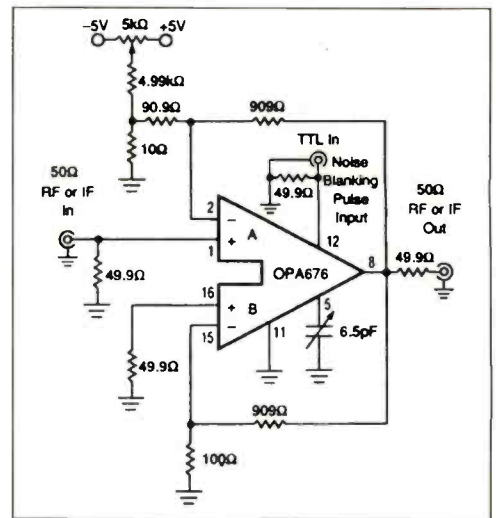 −5V
5kΩ
+5V
4.99kΩ
90.9Ω
909Ω
10Ω
TTL In
Noise
Blanking
Pulse
Input
49.9Ω
50Ω
RF or IF
In
50Ω
RF or IF
Out
2
−
A
+
1
12
8
49.9Ω
49.9Ω
OPA676
16
+
B
−
15
5
11
6.5pF
49.9Ω
909Ω
100Ω